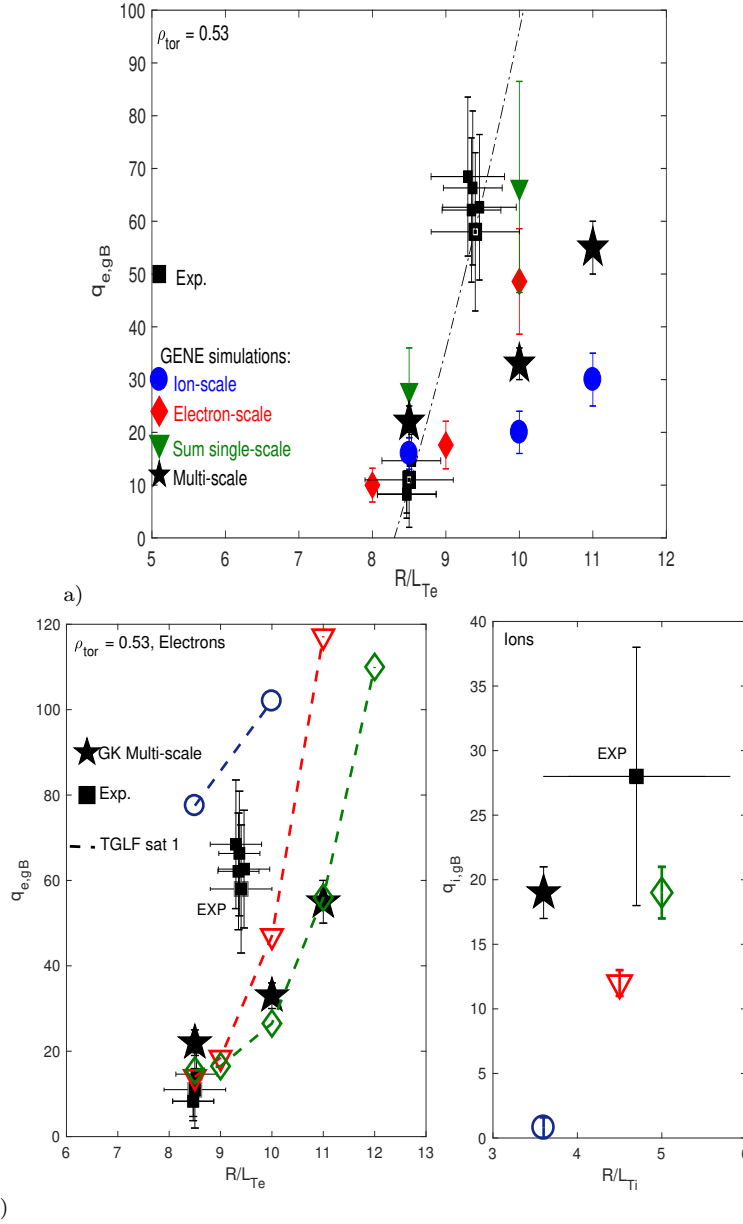 ρtor = 0.53
100
90
80
70
60
50
40
30
20
10
0
qe,gB
Exp.
GENE simulations:
Ion-scale
Electron-scale
Sum single-scale
Multi-scale
5 6 7 8 9 10 11 12
R/LTe
a)
ρtor = 0.53, Electrons
120
100
80
60
40
20
0
qe,gB
GK Multi-scale
Exp.
TGLF sat 1
EXP
6 7 8 9 10 11 12 13
R/LTe
Ions
40
35
30
25
20
15
10
5
0
qi,gB
EXP
3 4 5 6
R/LTi
)